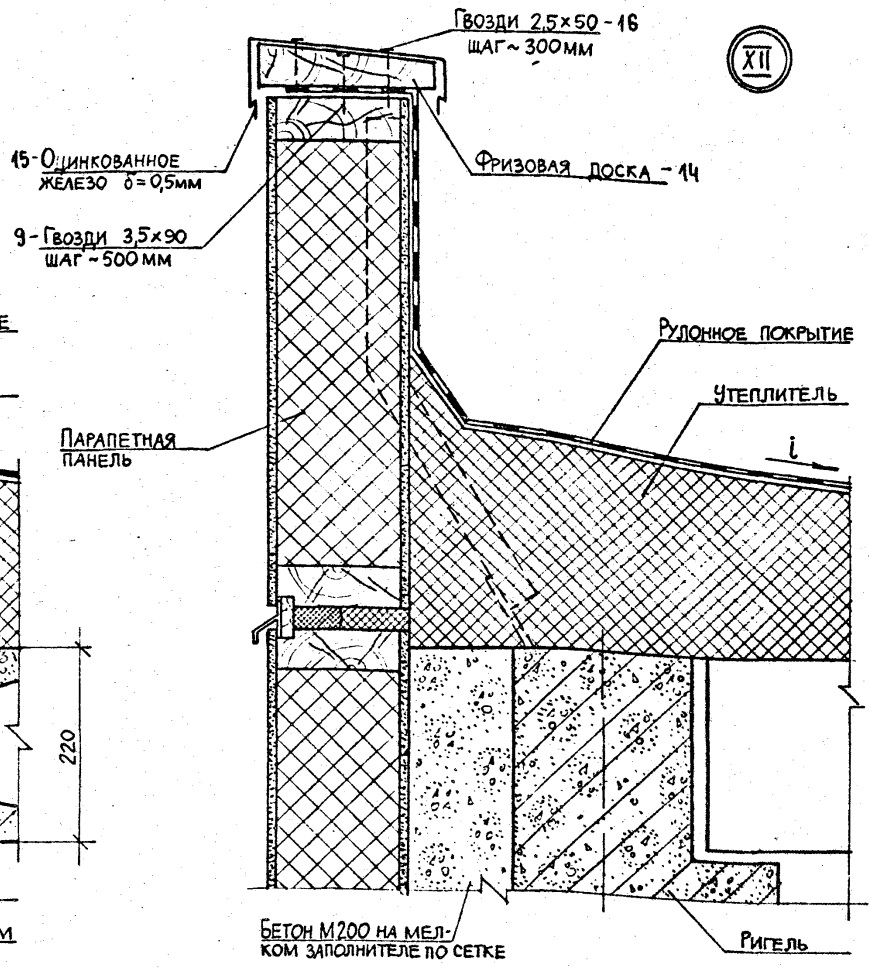 Гвозди 2,5×50-16
шаг ~ 300 мм
XII
15-Оцинкованное
железо δ=0,5мм
Фризовая доска - 14
9-Гвозди 3,5×90
шаг ~ 500 мм
Е
Рулонное покрытие
Утеплитель
Парапетная
панель
i
220
Бетон М200 на мел-
ком заполнителе по сетке
М
Ригель